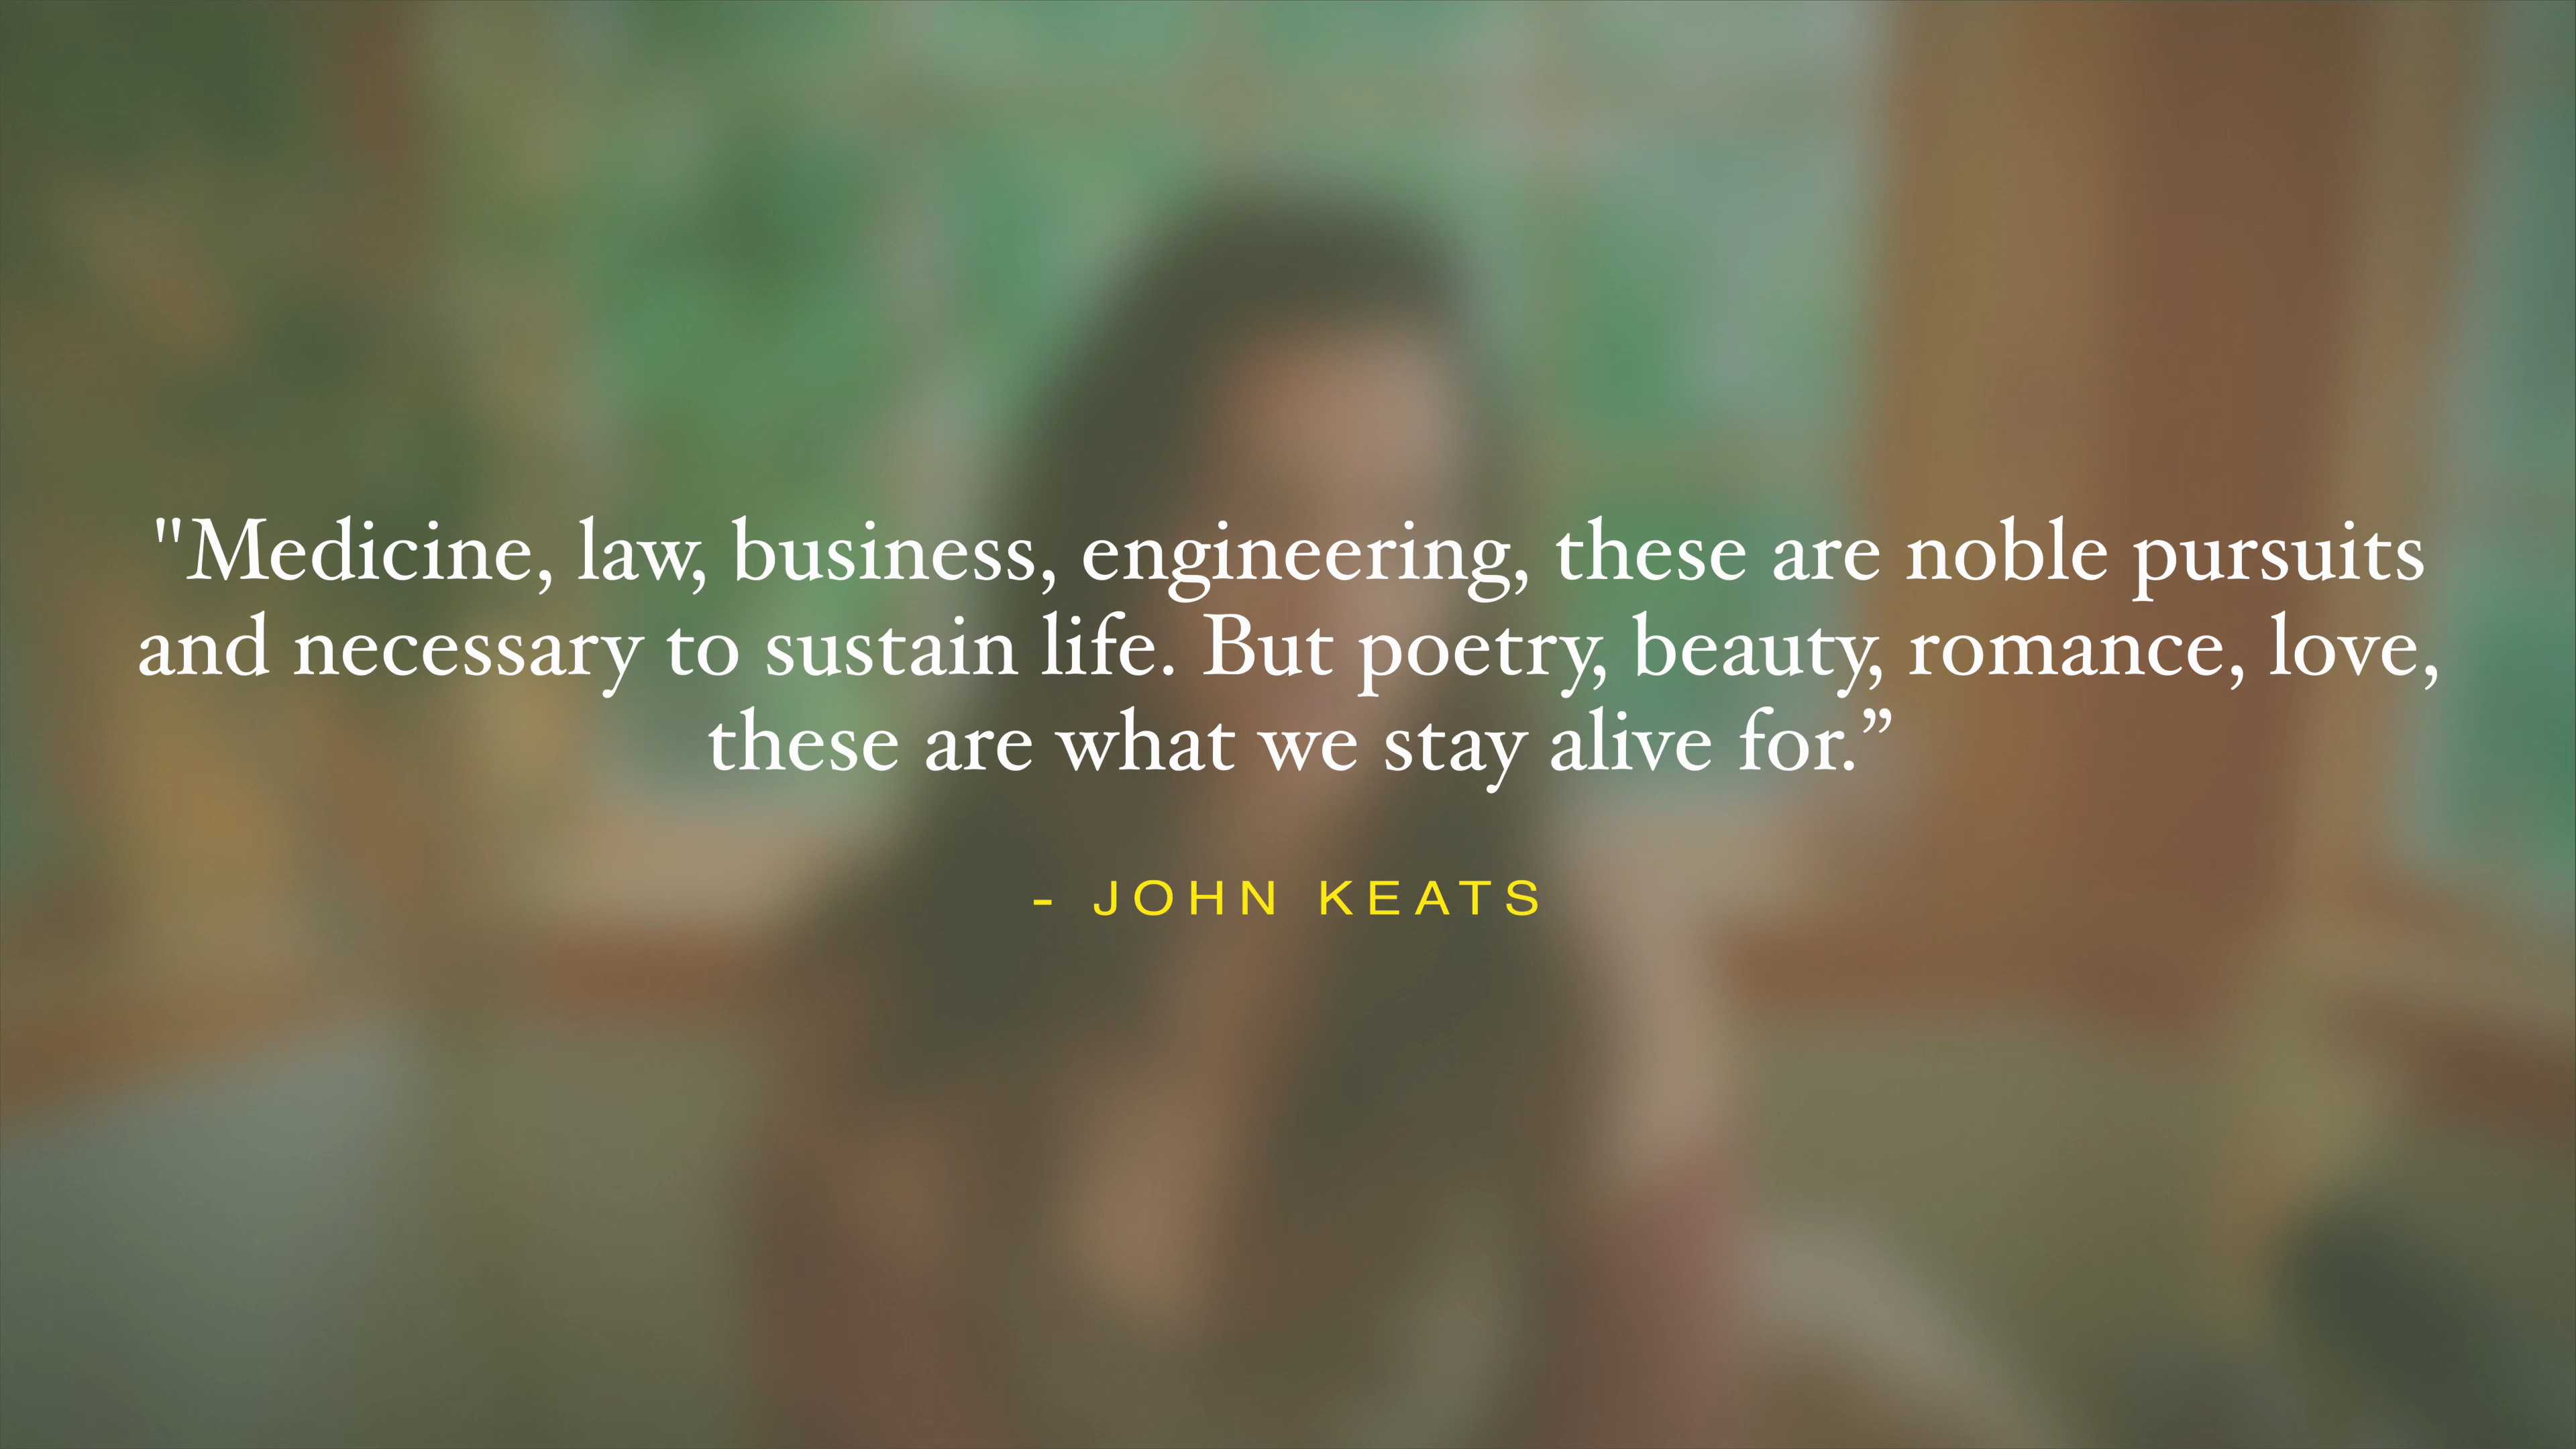 "Medicine, law, business, engineering, these are noble pursuits
and necessary to sustain life. But poetry, beauty, romance, love,
these are what we stay alive for.”
- JOHN KEATS